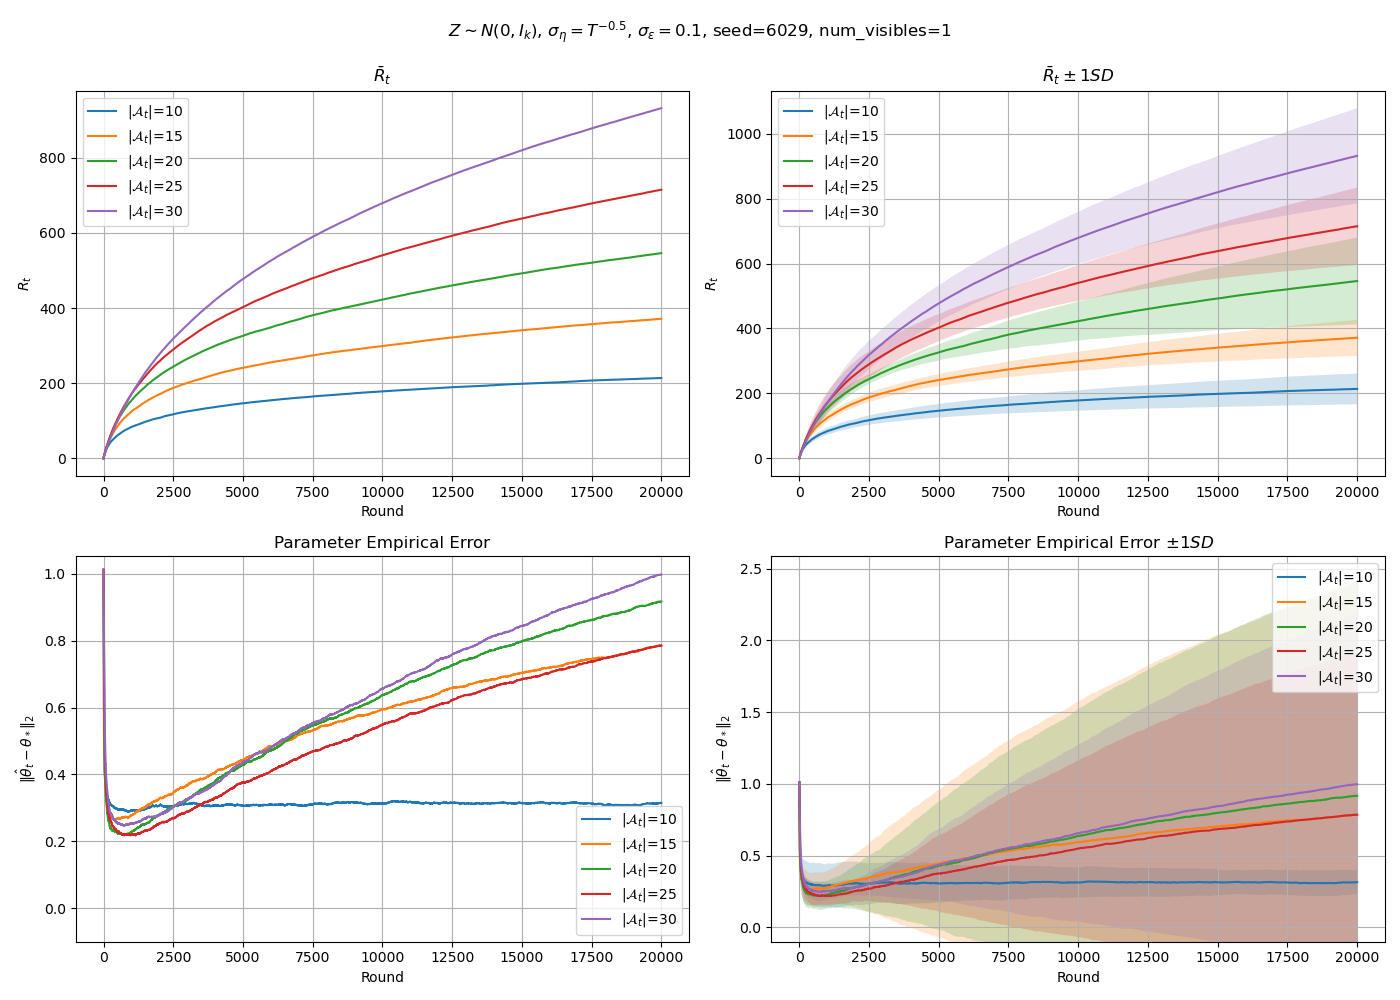 Z ∼ N(0, I_k), σ_η = T^{−0.5}, σ_ε = 0.1, seed=6029, num_visibles=1
R̄_t
R_t
800
600
400
200
0
0 2500 5000 7500 10000 12500 15000 17500 20000
Round
|𝒜_t|=10
|𝒜_t|=15
|𝒜_t|=20
|𝒜_t|=25
|𝒜_t|=30
R̄_t ± 1SD
R_t
1000
800
600
400
200
0
0 2500 5000 7500 10000 12500 15000 17500 20000
Round
|𝒜_t|=10
|𝒜_t|=15
|𝒜_t|=20
|𝒜_t|=25
|𝒜_t|=30
Parameter Empirical Error
‖θ̂_t − θ_*‖_2
1.0
0.8
0.6
0.4
0.2
0.0
0 2500 5000 7500 10000 12500 15000 17500 20000
Round
|𝒜_t|=10
|𝒜_t|=15
|𝒜_t|=20
|𝒜_t|=25
|𝒜_t|=30
Parameter Empirical Error ±1SD
‖θ̂_t − θ_*‖_2
2.5
2.0
1.5
1.0
0.5
0.0
0 2500 5000 7500 10000 12500 15000 17500 20000
Round
|𝒜_t|=10
|𝒜_t|=15
|𝒜_t|=20
|𝒜_t|=25
|𝒜_t|=30